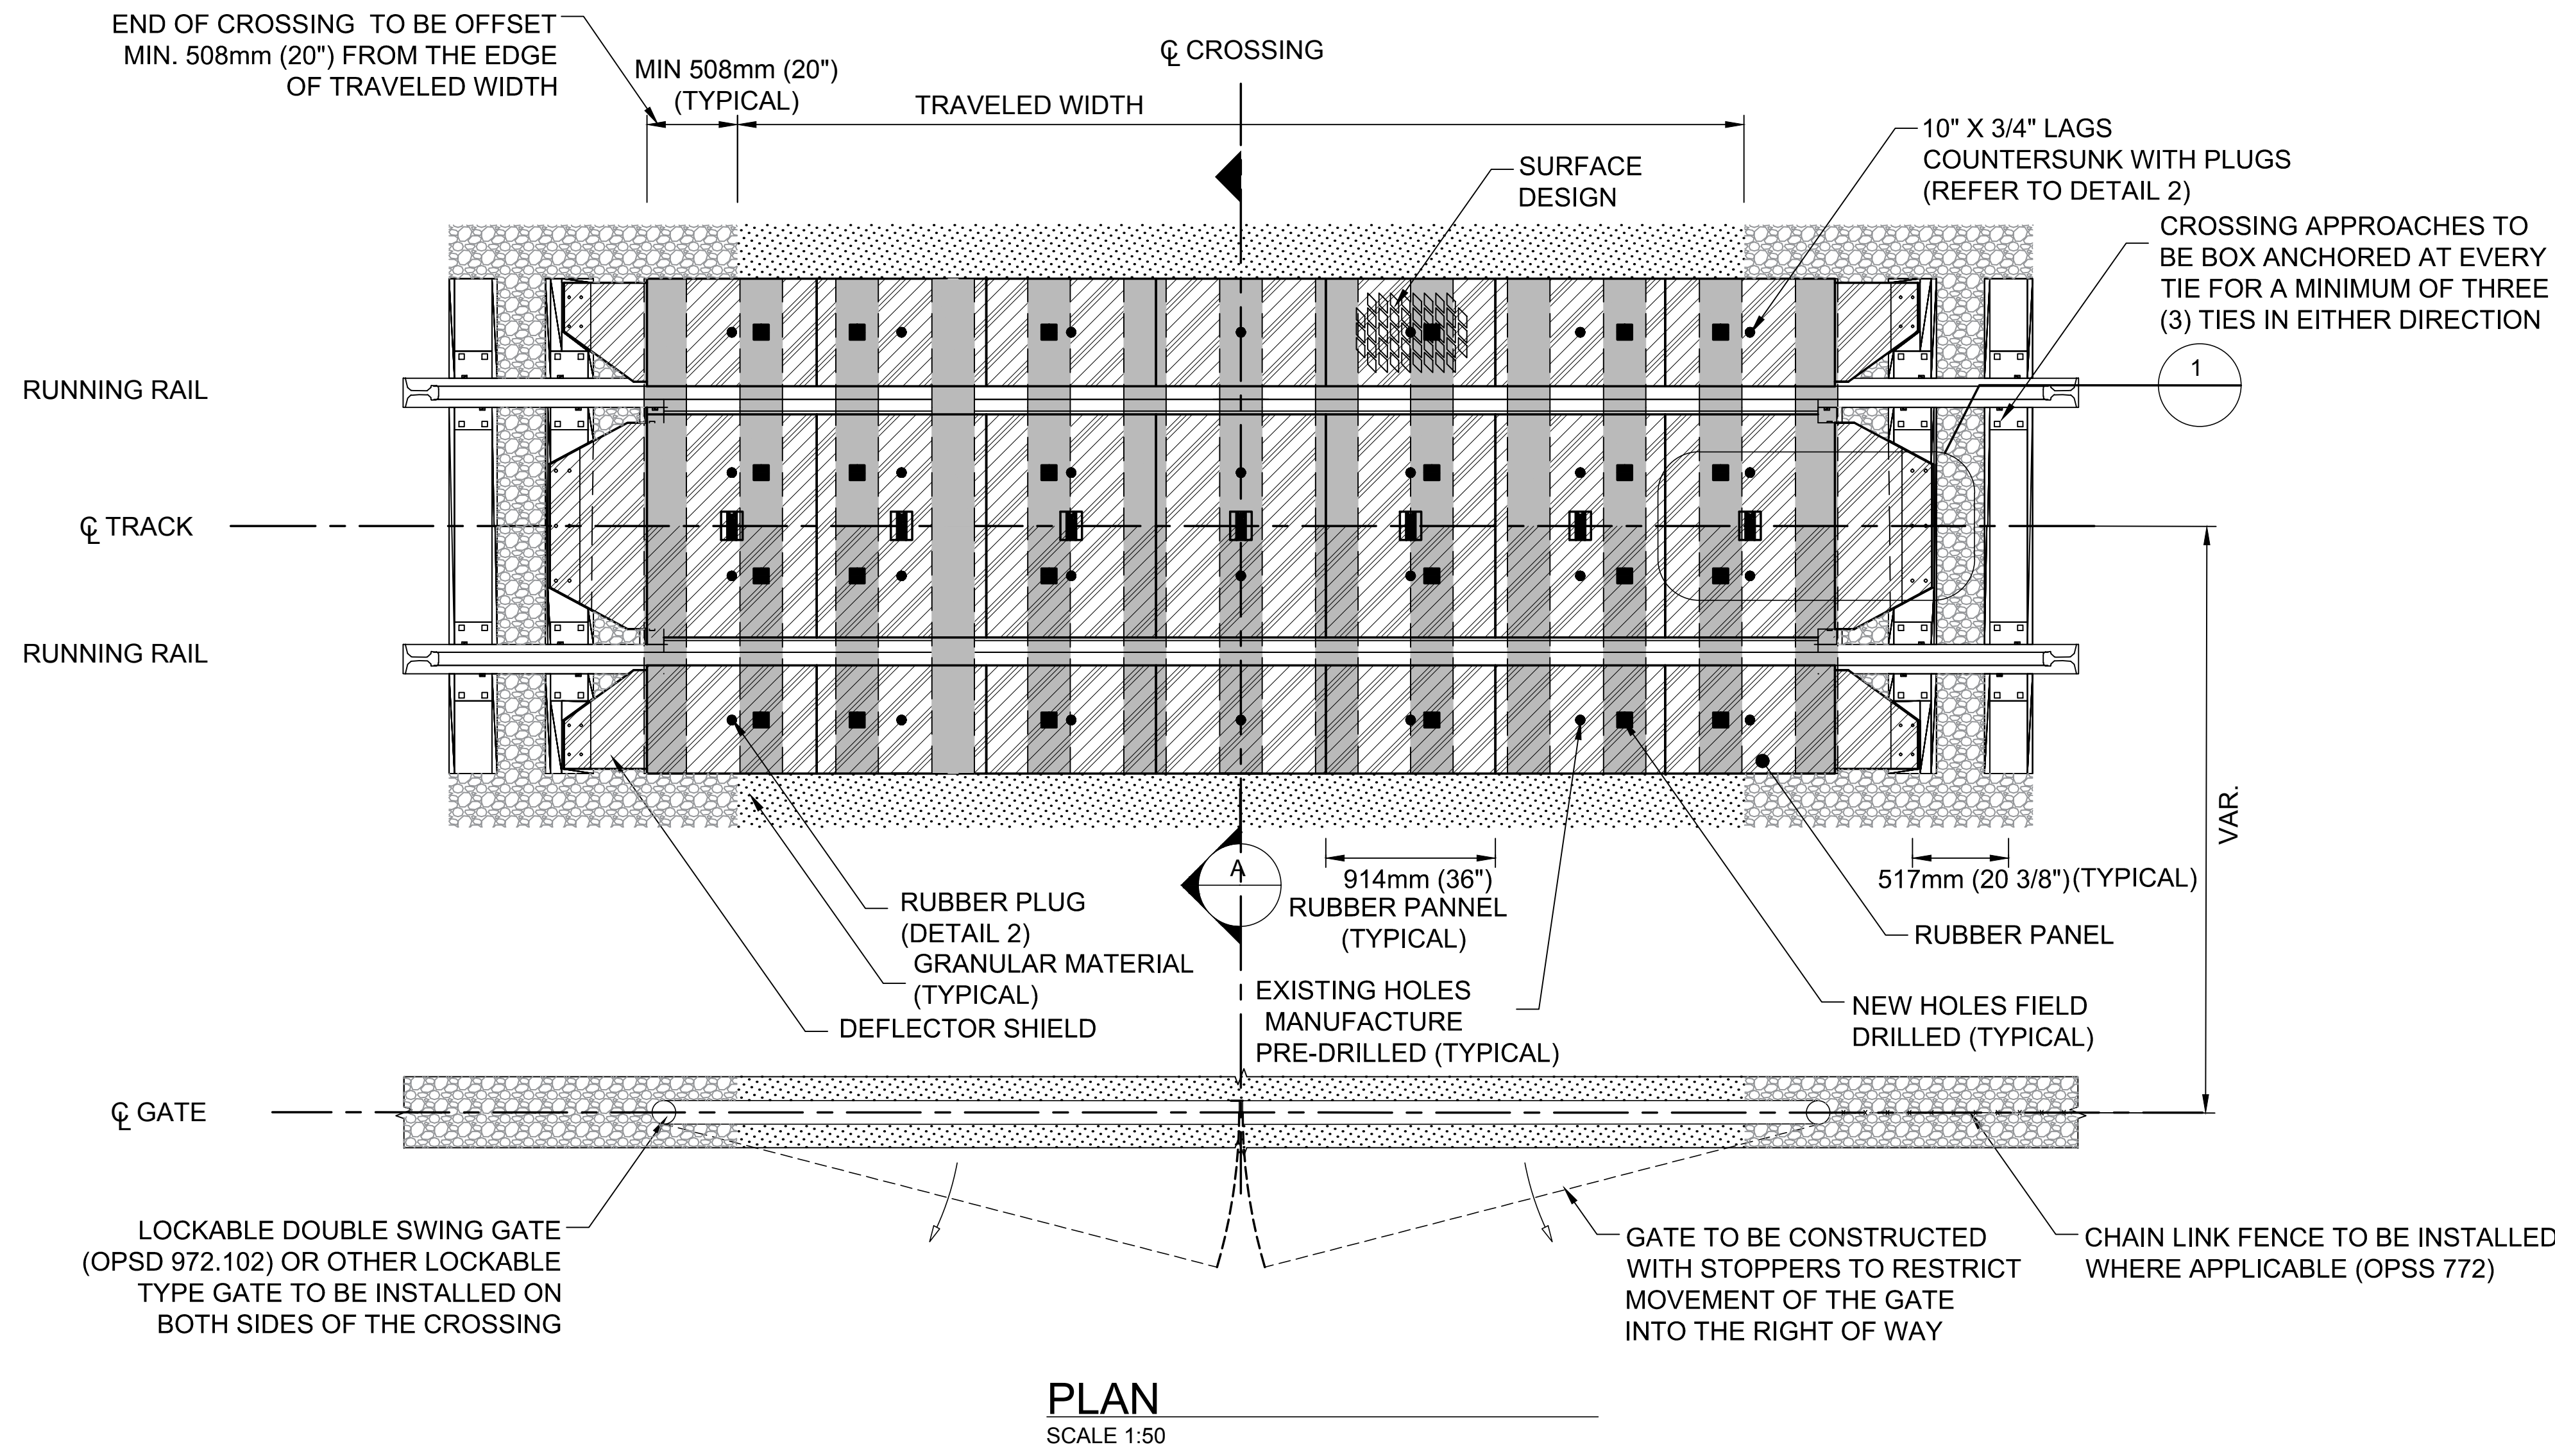 END OF CROSSING  TO BE OFFSET
MIN. 508mm (20") FROM THE EDGE
OF TRAVELED WIDTH
MIN 508mm (20")
(TYPICAL)
TRAVELED WIDTH
℄ CROSSING
SURFACE
DESIGN
10" X 3/4" LAGS
COUNTERSUNK WITH PLUGS
(REFER TO DETAIL 2)
CROSSING APPROACHES TO
BE BOX ANCHORED AT EVERY
TIE FOR A MINIMUM OF THREE
(3) TIES IN EITHER DIRECTION
1
RUNNING RAIL
℄ TRACK
RUNNING RAIL
VAR.
A
914mm (36")
RUBBER PANNEL
(TYPICAL)
517mm (20 3/8")(TYPICAL)
RUBBER PANEL
RUBBER PLUG
(DETAIL 2)
GRANULAR MATERIAL
(TYPICAL)
DEFLECTOR SHIELD
EXISTING HOLES
MANUFACTURE
PRE-DRILLED (TYPICAL)
NEW HOLES FIELD
DRILLED (TYPICAL)
℄ GATE
LOCKABLE DOUBLE SWING GATE
(OPSD 972.102) OR OTHER LOCKABLE
TYPE GATE TO BE INSTALLED ON
BOTH SIDES OF THE CROSSING
GATE TO BE CONSTRUCTED
WITH STOPPERS TO RESTRICT
MOVEMENT OF THE GATE
INTO THE RIGHT OF WAY
CHAIN LINK FENCE TO BE INSTALLED
WHERE APPLICABLE (OPSS 772)
PLAN
SCALE 1:50